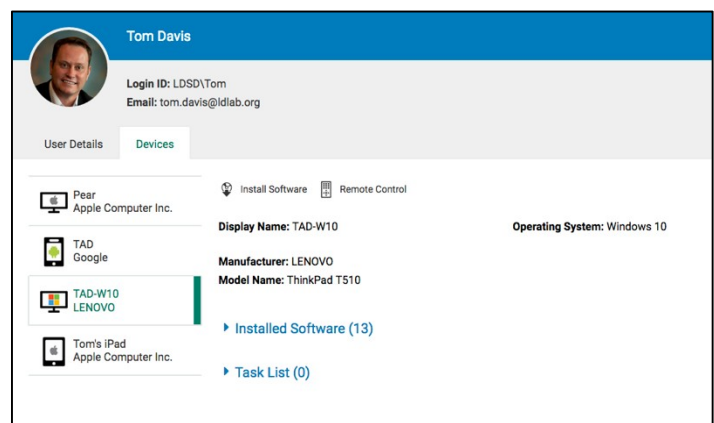 Tom Davis
Login ID: LDSD\Tom
Email: tom.davis@ldlab.org
User Details Devices
Pear
Apple Computer Inc.
TAD
Google
TAD-W10
LENOVO
Tom's iPad
Apple Computer Inc.
Install Software Remote Control
Display Name: TAD-W10 Operating System: Windows 10
Manufacturer: LENOVO
Model Name: ThinkPad T510
Installed Software (13)
Task List (0)